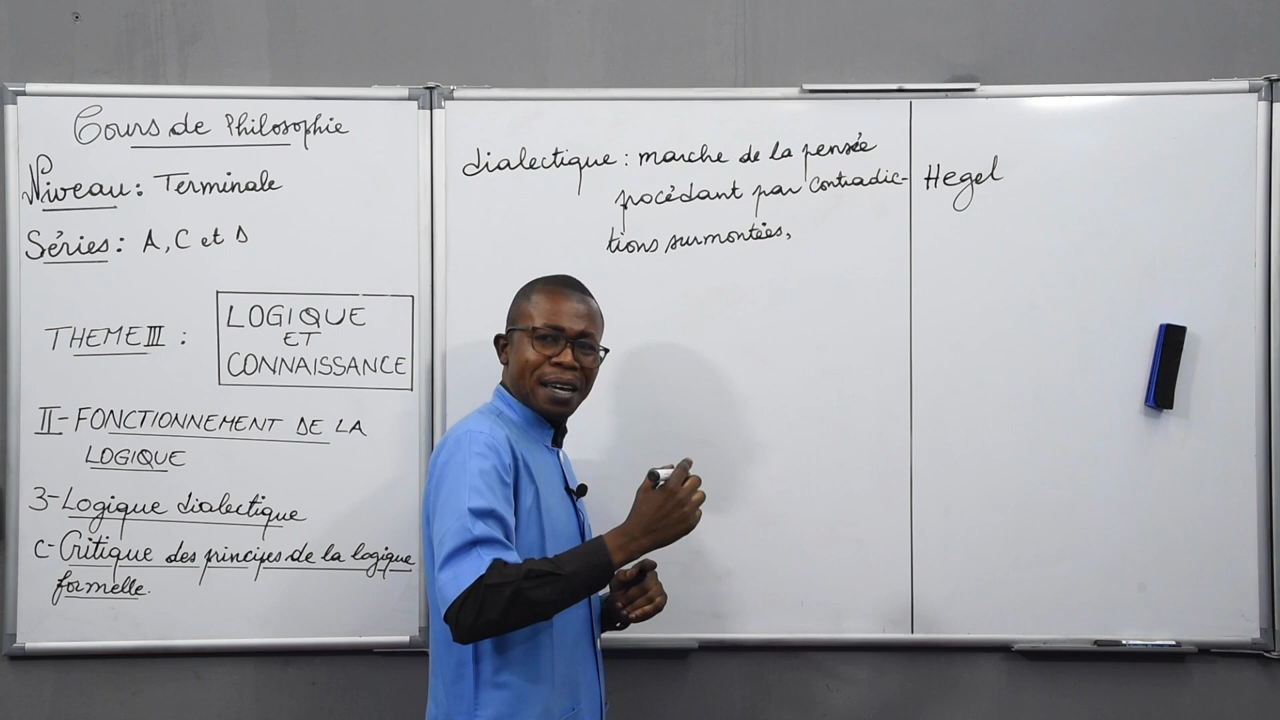 Cours de Philosophie
Niveau : Terminale
Séries : A, C et D
THEME III :
LOGIQUE
ET
CONNAISSANCE
II- FONCTIONNEMENT DE LA
LOGIQUE
3- Logique dialectique
c- Critique des principes de la logique
formelle.
dialectique : marche de la pensée
procédant par contradic-
tions surmontées,
Hegel